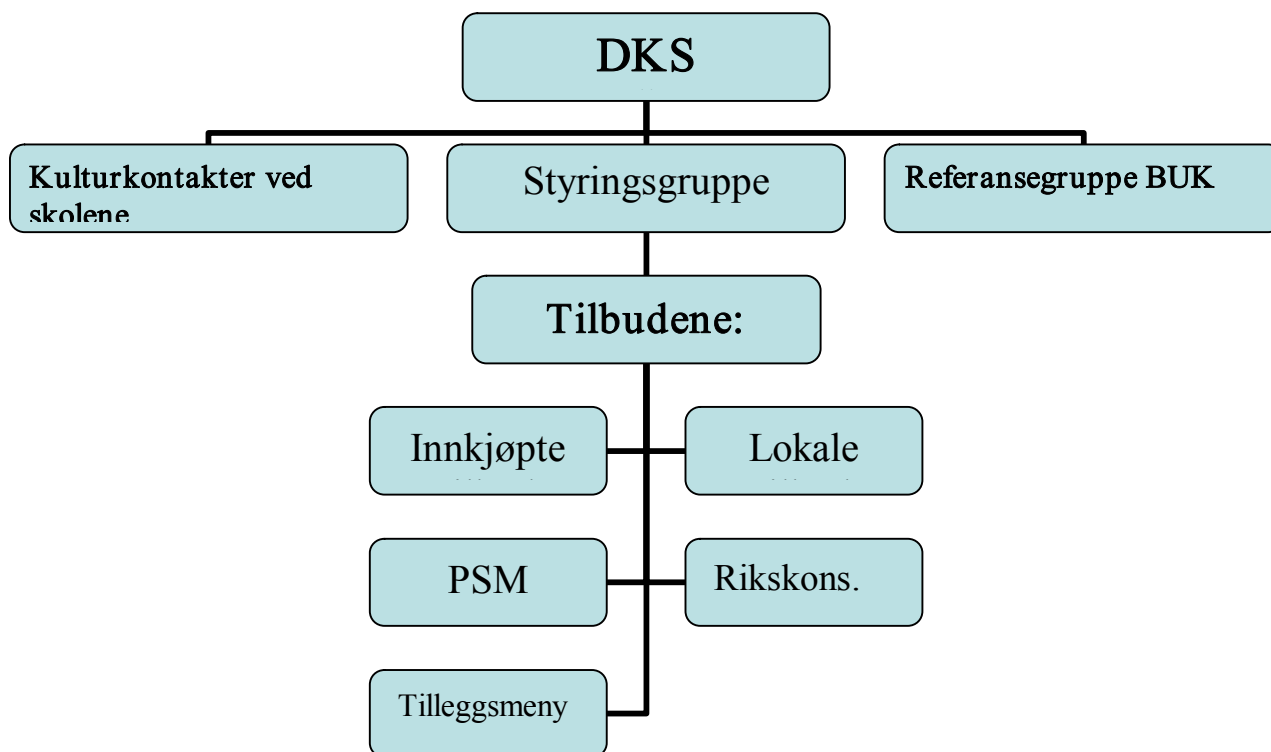 DKS
Kulturkontakter ved
skolene
Styringsgruppe
Referansegruppe BUK
Tilbudene:
Innkjøpte
Lokale
PSM
Rikskons.
Tilleggsmeny